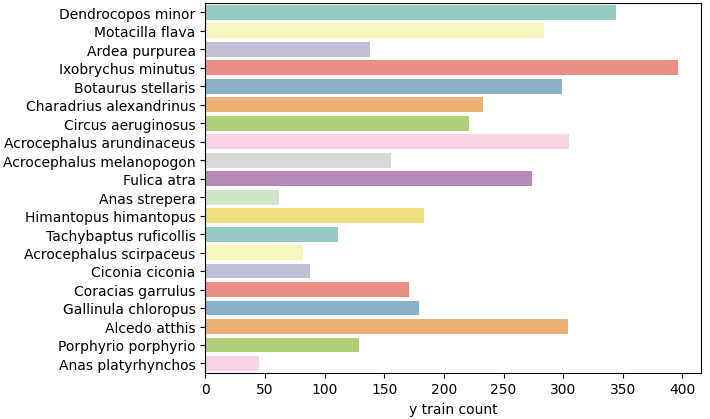 Dendrocopos minor
Motacilla flava
Ardea purpurea
Ixobrychus minutus
Botaurus stellaris
Charadrius alexandrinus
Circus aeruginosus
Acrocephalus arundinaceus
Acrocephalus melanopogon
Fulica atra
Anas strepera
Himantopus himantopus
Tachybaptus ruficollis
Acrocephalus scirpaceus
Ciconia ciconia
Coracias garrulus
Gallinula chloropus
Alcedo atthis
Porphyrio porphyrio
Anas platyrhynchos
0 50 100 150 200 250 300 350 400
y train count